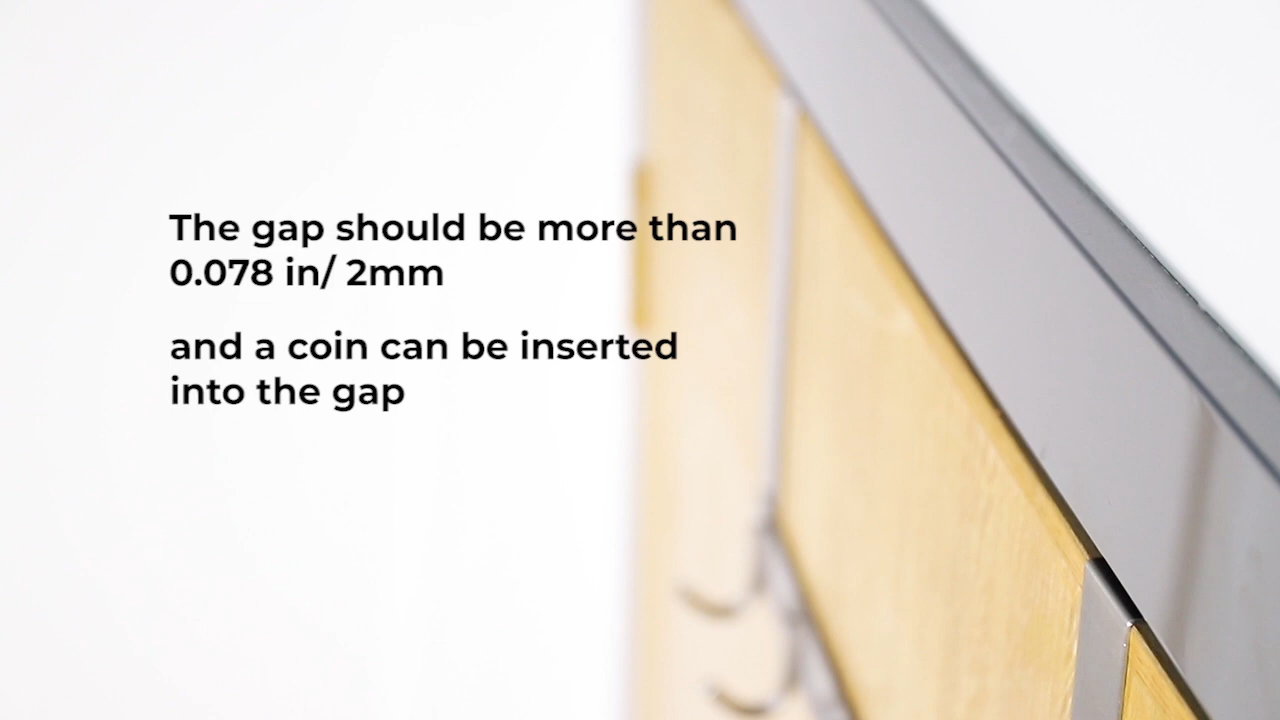 The gap should be more than
0.078 in/ 2mm
and a coin can be inserted
into the gap